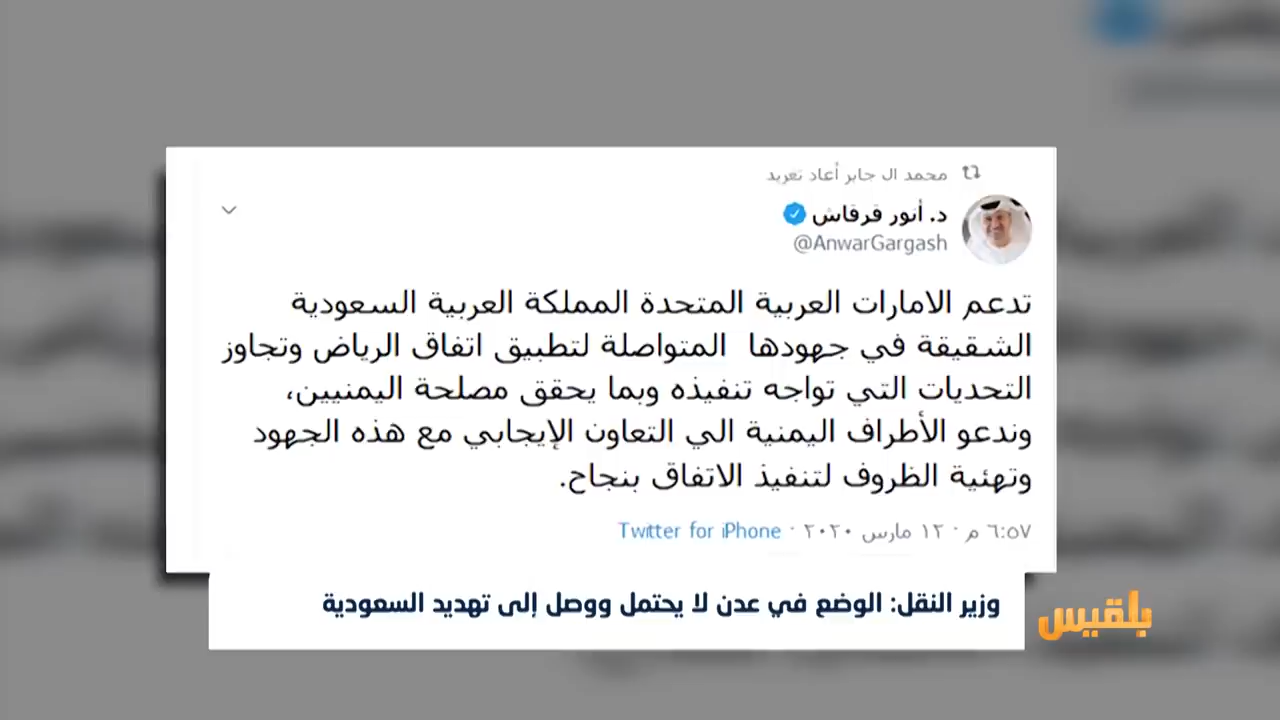 محمد ال جابر أعاد تغريد
د. أنور قرقاش
@AnwarGargash
تدعم الامارات العربية المتحدة المملكة العربية السعودية
الشقيقة في جهودها المتواصلة لتطبيق اتفاق الرياض وتجاوز
التحديات التي تواجه تنفيذه وبما يحقق مصلحة اليمنيين،
وندعو الأطراف اليمنية الي التعاون الإيجابي مع هذه الجهود
وتهئية الظروف لتنفيذ الاتفاق بنجاح.
٦:٥٧ م · ١٢ مارس ٢٠٢٠ · Twitter for iPhone
وزير النقل: الوضع في عدن لا يحتمل ووصل إلى تهديد السعودية
بلقيس